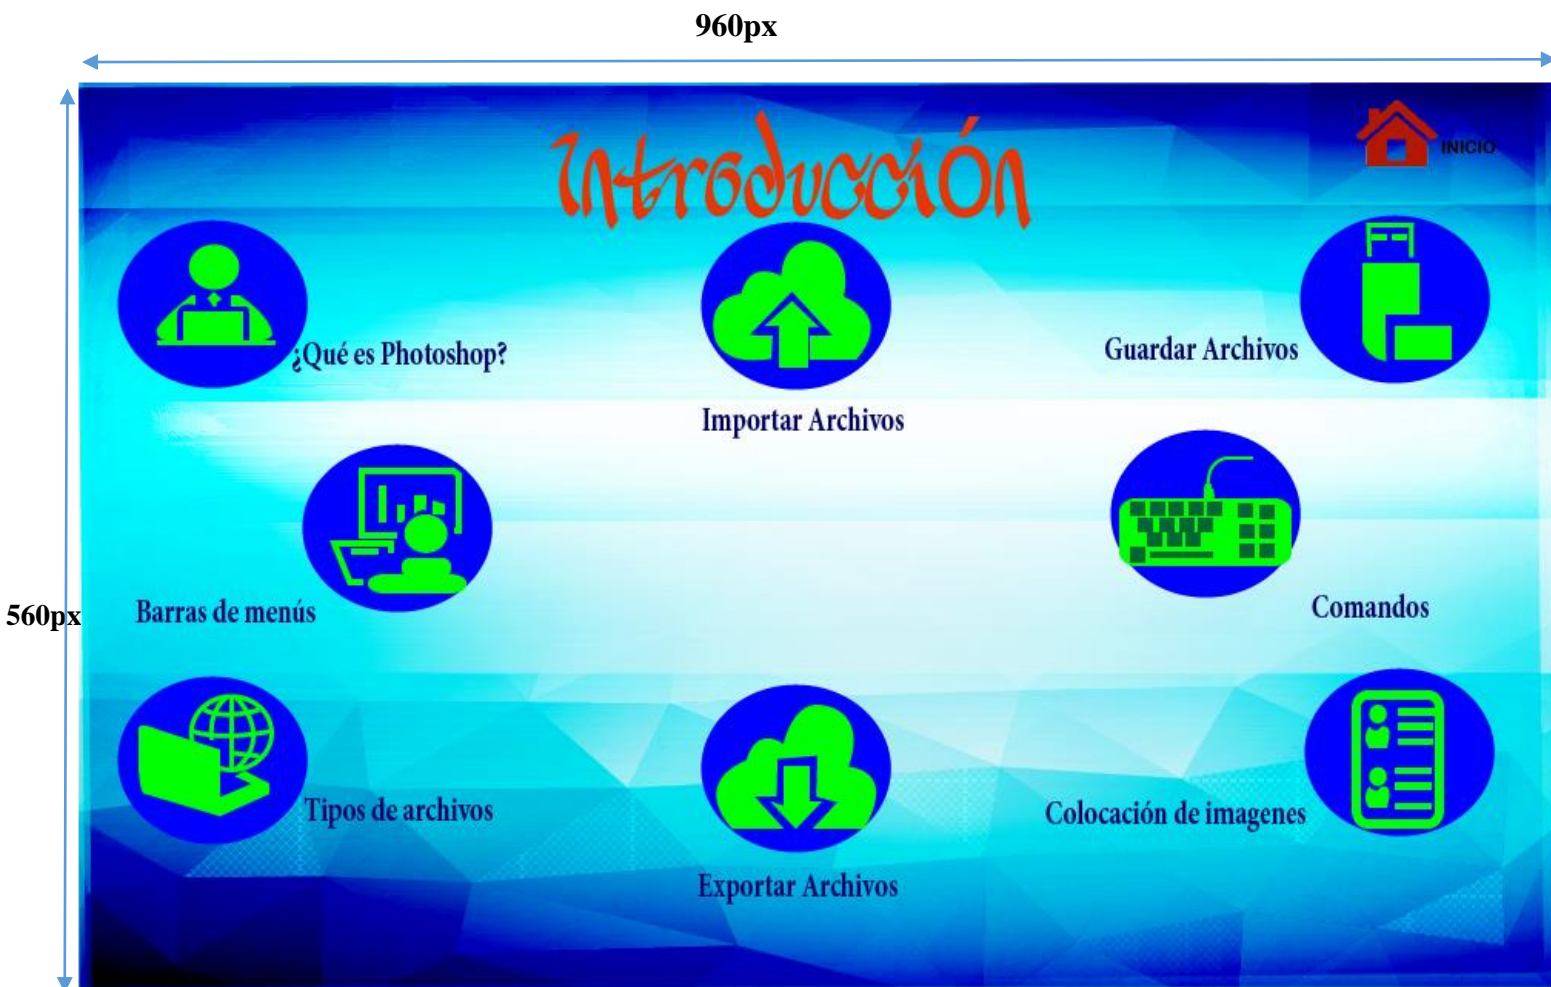 960px
Introducción
INICIO
¿Qué es Photoshop?
Importar Archivos
Guardar Archivos
560px
Barras de menús
Comandos
Tipos de archivos
Exportar Archivos
Colocación de imagenes